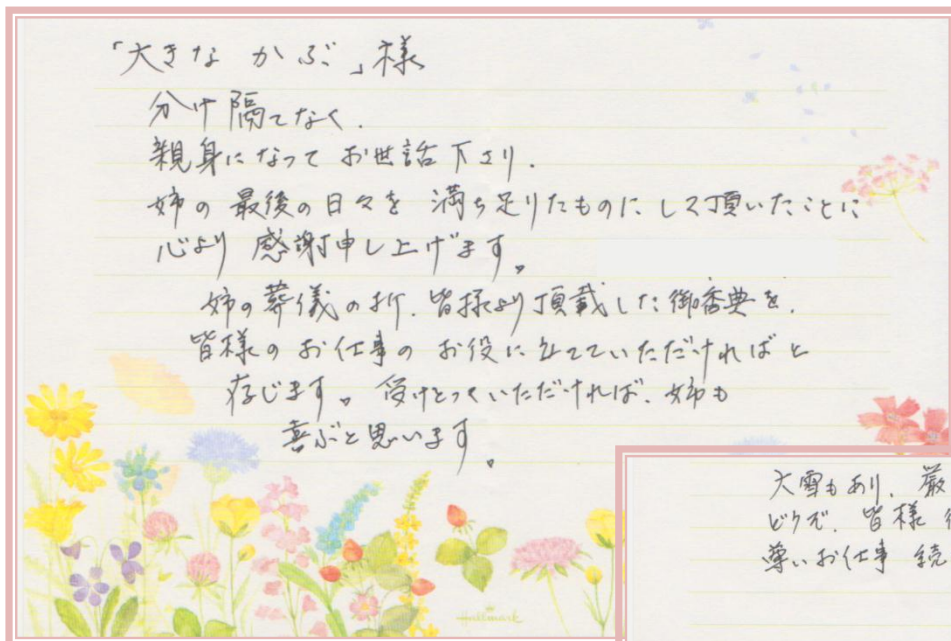 「大きな かぶ」様
分け隔てなく、
親身になって お世話下さり、
姉の 最後の日々を 満ち足りたものに して頂いたことに
心より 感謝申し上げます。
姉の葬儀の折、皆様より頂載した御香典を、
皆様の お仕事の お役に立てていただければと
存じます。受けとっていただければ、姉も
喜ぶと思います。
Hallmark
大雪もあり、厳
どうぞ、皆様
尊いお仕事 続